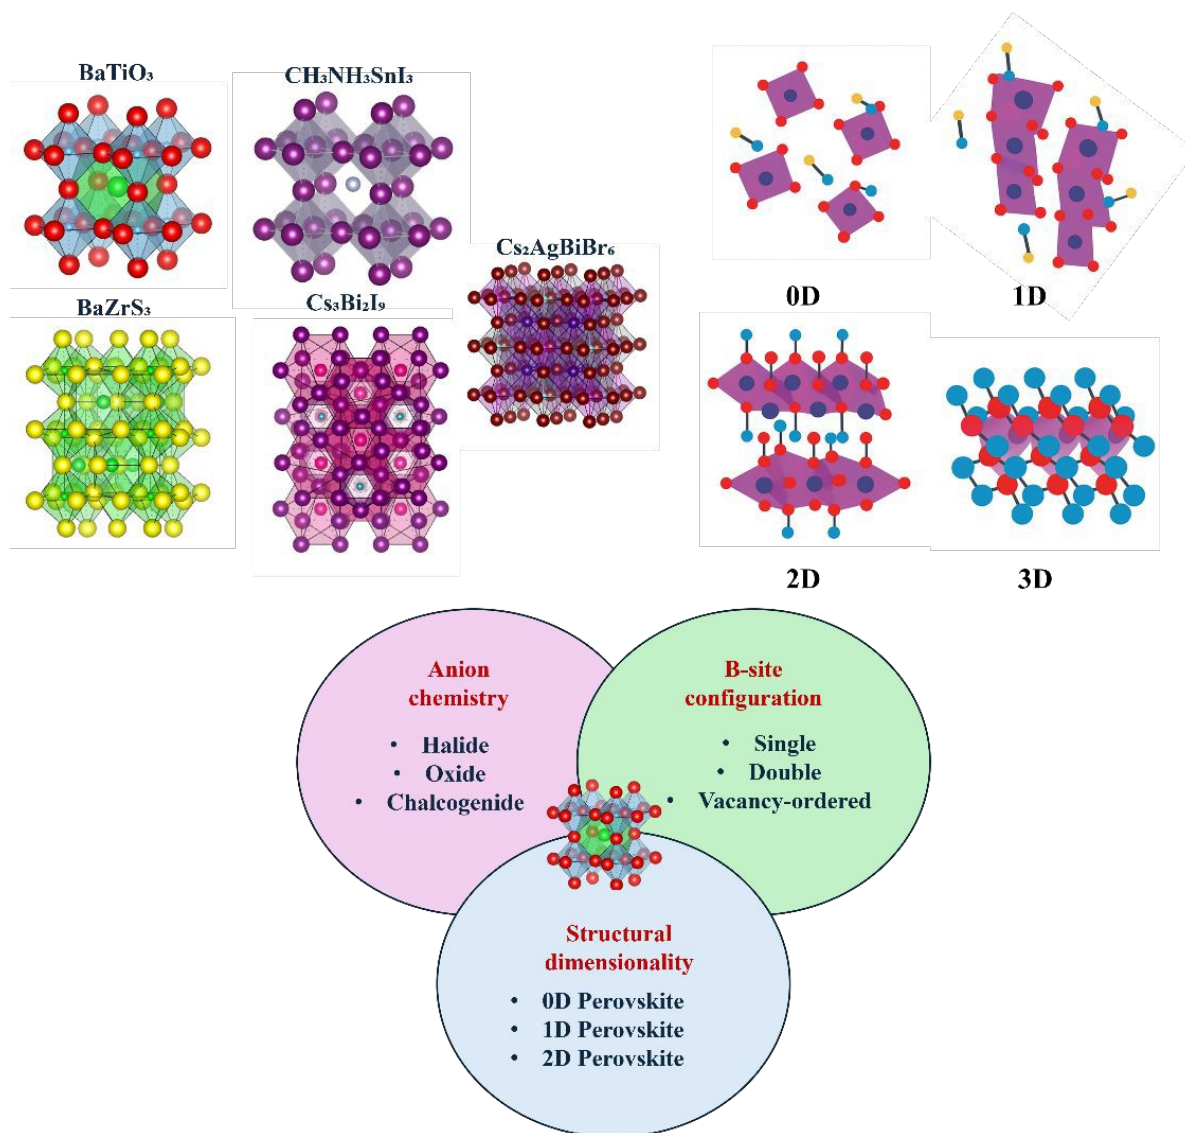 BaTiO₃
CH₃NH₃SnI₃
Cs₂AgBiBr₆
BaZrS₃
Cs₃Bi₂I₉
0D
1D
2D
3D
Anion
chemistry
• Halide
• Oxide
• Chalcogenide
B-site
configuration
• Single
• Double
• Vacancy-ordered
Structural
dimensionality
• 0D Perovskite
• 1D Perovskite
• 2D Perovskite